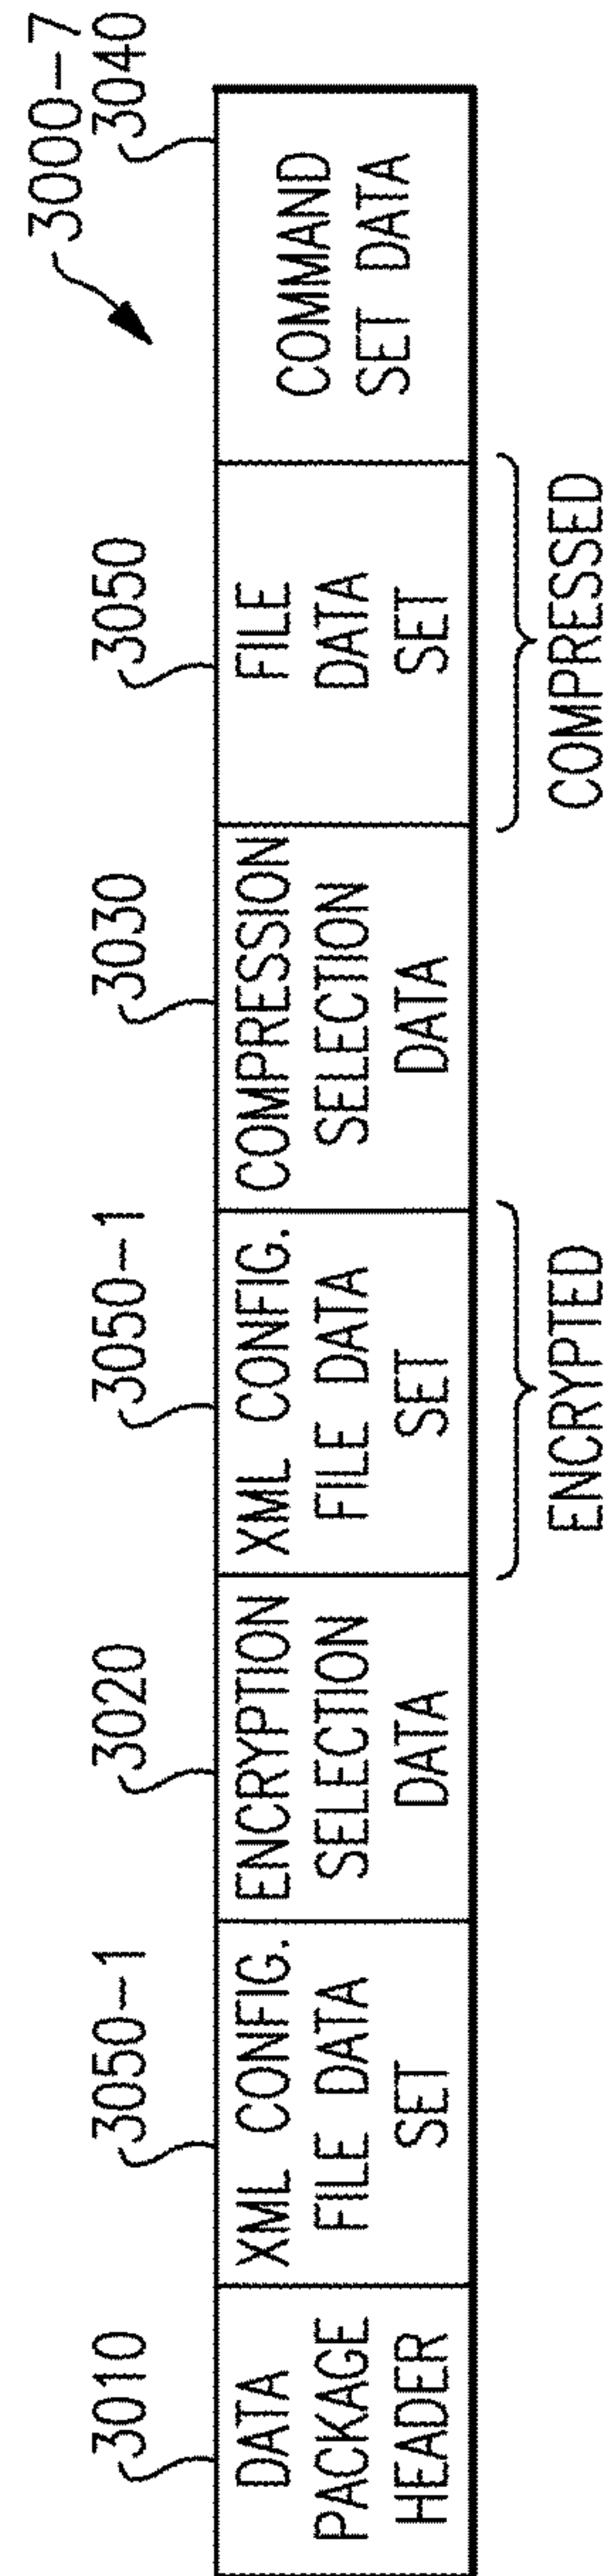 3000-7
3010
3050-1
3020
3050-1
3030
3050
3040
DATA
PACKAGE
HEADER
XML CONFIG.
FILE DATA
SET
ENCRYPTION
SELECTION
DATA
XML CONFIG.
FILE DATA
SET
COMPRESSION
SELECTION
DATA
FILE
DATA
SET
COMMAND
SET DATA
ENCRYPTED
COMPRESSED